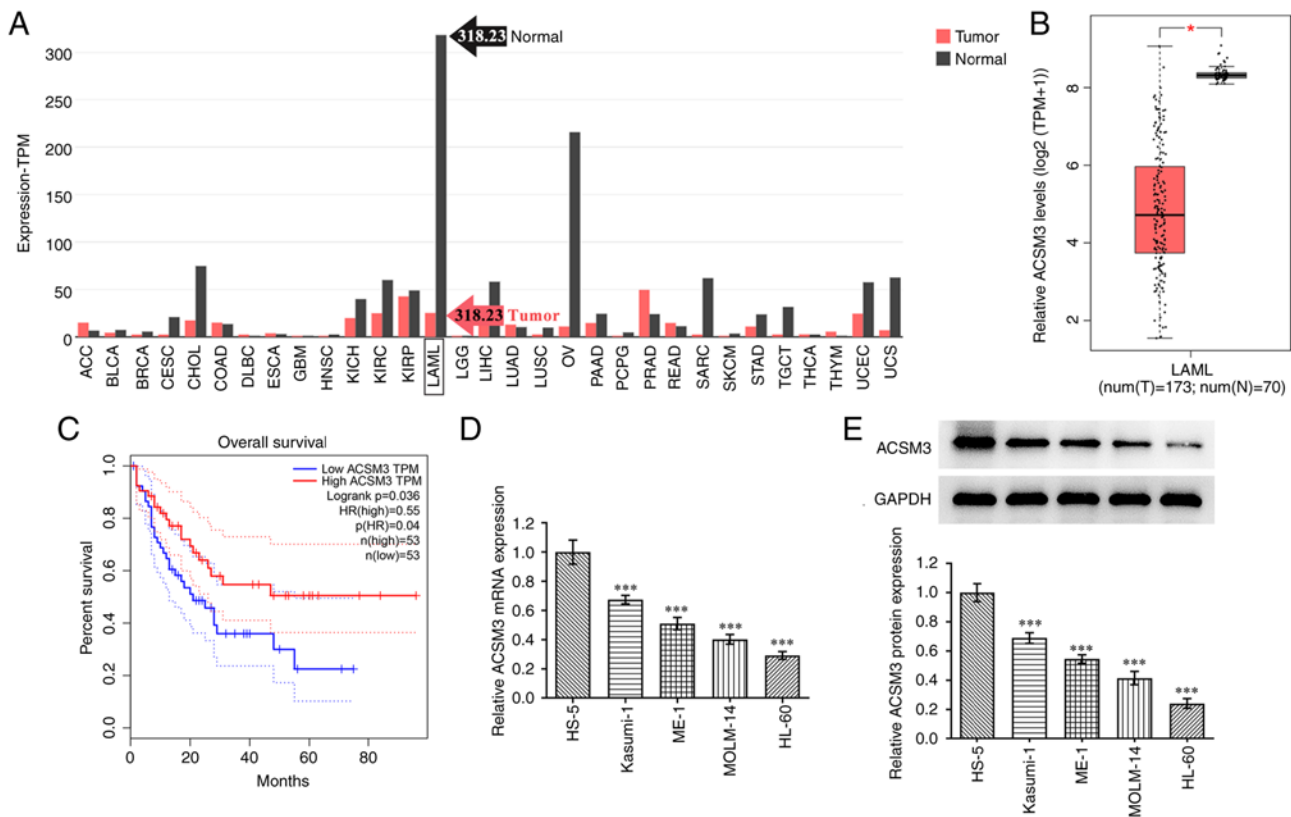 A
Expression-TPM
300
250
200
150
100
50
0
318.23 Normal
318.23 Tumor
Tumor
Normal
ACC
BLCA
BRCA
CESC
CHOL
COAD
DLBC
ESCA
GBM
HNSC
KICH
KIRC
KIRP
LAML
LGG
LIHC
LUAD
LUSC
OV
PAAD
PCPG
PRAD
READ
SARC
SKCM
STAD
TGCT
THCA
THYM
UCEC
UCS
B
Relative ACSM3 levels (log2 (TPM+1))
8
6
4
2
*
LAML
(num(T)=173; num(N)=70)
C
Overall survival
Low ACSM3 TPM
High ACSM3 TPM
Logrank p=0.036
HR(high)=0.55
p(HR)=0.04
n(high)=53
n(low)=53
Percent survival
1.0
0.8
0.6
0.4
0.2
0.0
0
20
40
60
80
Months
D
Relative ACSM3 mRNA expression
1.2
1.0
0.8
0.6
0.4
0.2
0.0
***
***
***
***
HS-5
Kasumi-1
ME-1
MOLM-14
HL-60
E
ACSM3
GAPDH
Relative ACSM3 protein expression
1.2
1.0
0.8
0.6
0.4
0.2
0.0
***
***
***
***
HS-5
Kasumi-1
ME-1
MOLM-14
HL-60